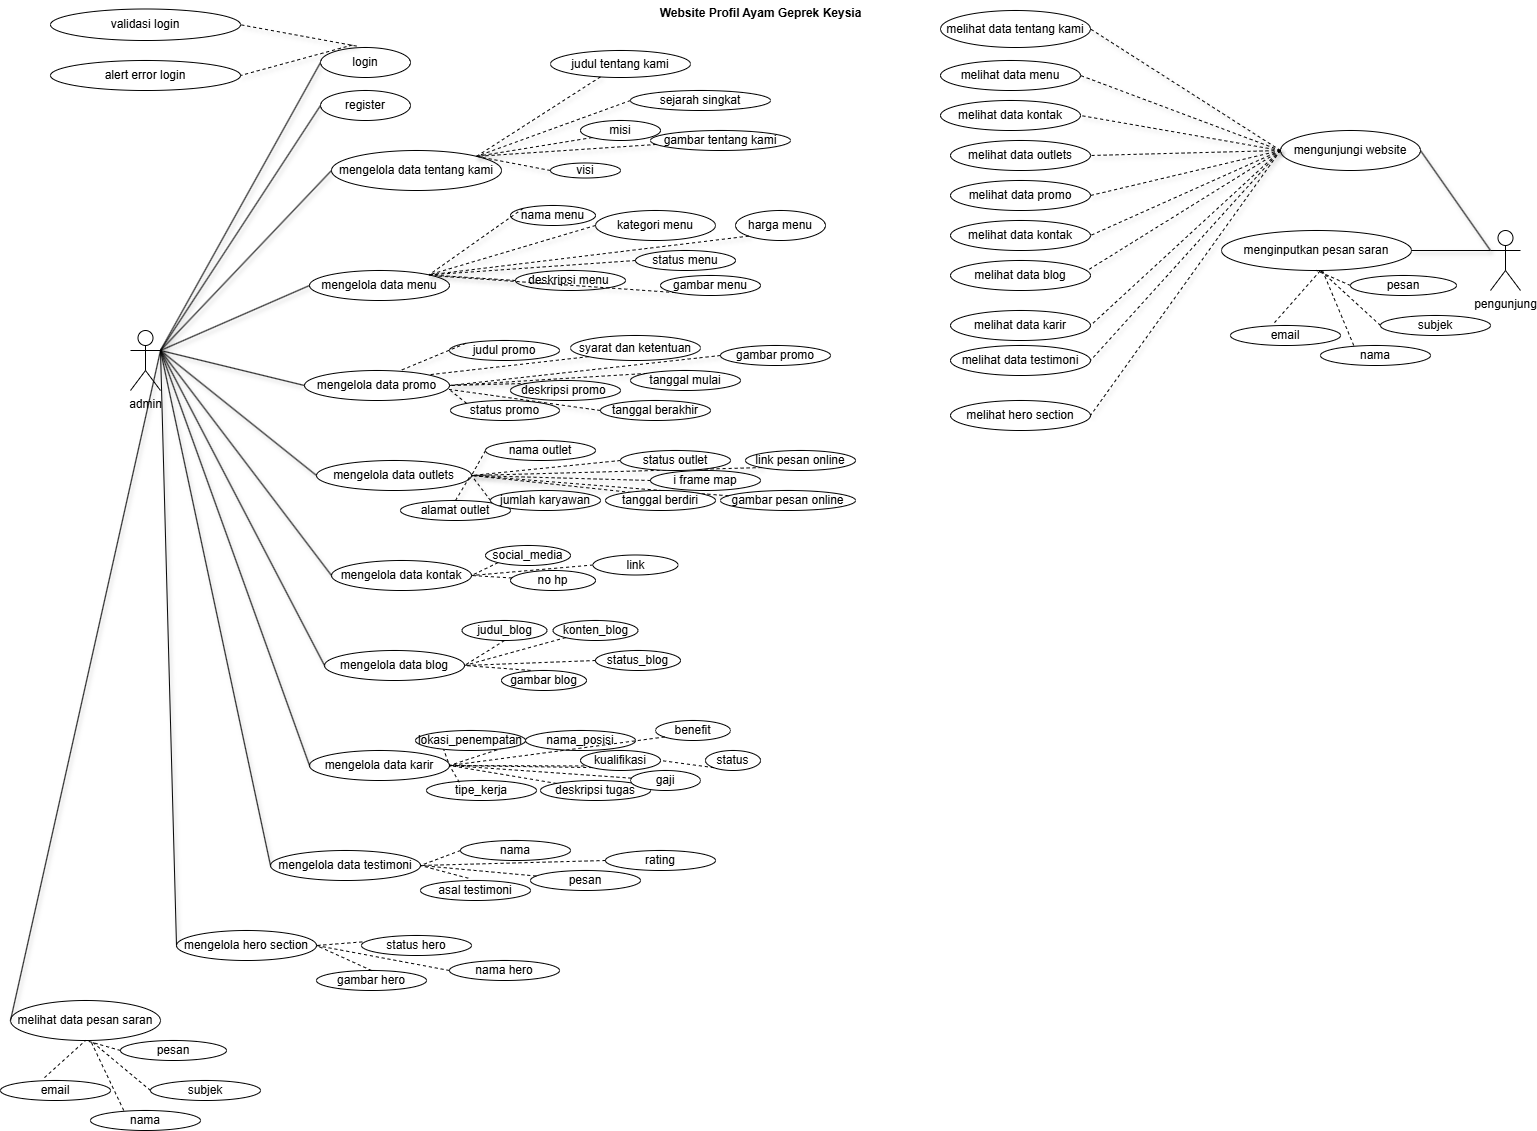 Website Profil Ayam Geprek Keysia
validasi login
alert error login
login
register
judul tentang kami
sejarah singkat
misi
gambar tentang kami
mengelola data tentang kami
visi
nama menu
kategori menu
harga menu
status menu
deskripsi menu
gambar menu
mengelola data menu
admin
judul promo
syarat dan ketentuan
gambar promo
tanggal mulai
mengelola data promo
deskripsi promo
status promo
tanggal berakhir
nama outlet
status outlet
link pesan online
mengelola data outlets
i frame map
jumlah karyawan
tanggal berdiri
gambar pesan online
alamat outlet
social_media
link
mengelola data kontak
no hp
judul_blog
konten_blog
mengelola data blog
status_blog
gambar blog
benefit
lokasi_penempatan
nama_posisi
mengelola data karir
kualifikasi
status
gaji
tipe_kerja
deskripsi tugas
nama
rating
mengelola data testimoni
pesan
asal testimoni
mengelola hero section
status hero
nama hero
gambar hero
melihat data pesan saran
pesan
email
subjek
nama
melihat data tentang kami
melihat data menu
melihat data kontak
melihat data outlets
melihat data promo
melihat data kontak
melihat data blog
melihat data karir
melihat data testimoni
melihat hero section
mengunjungi website
menginputkan pesan saran
pengunjung
pesan
subjek
email
nama